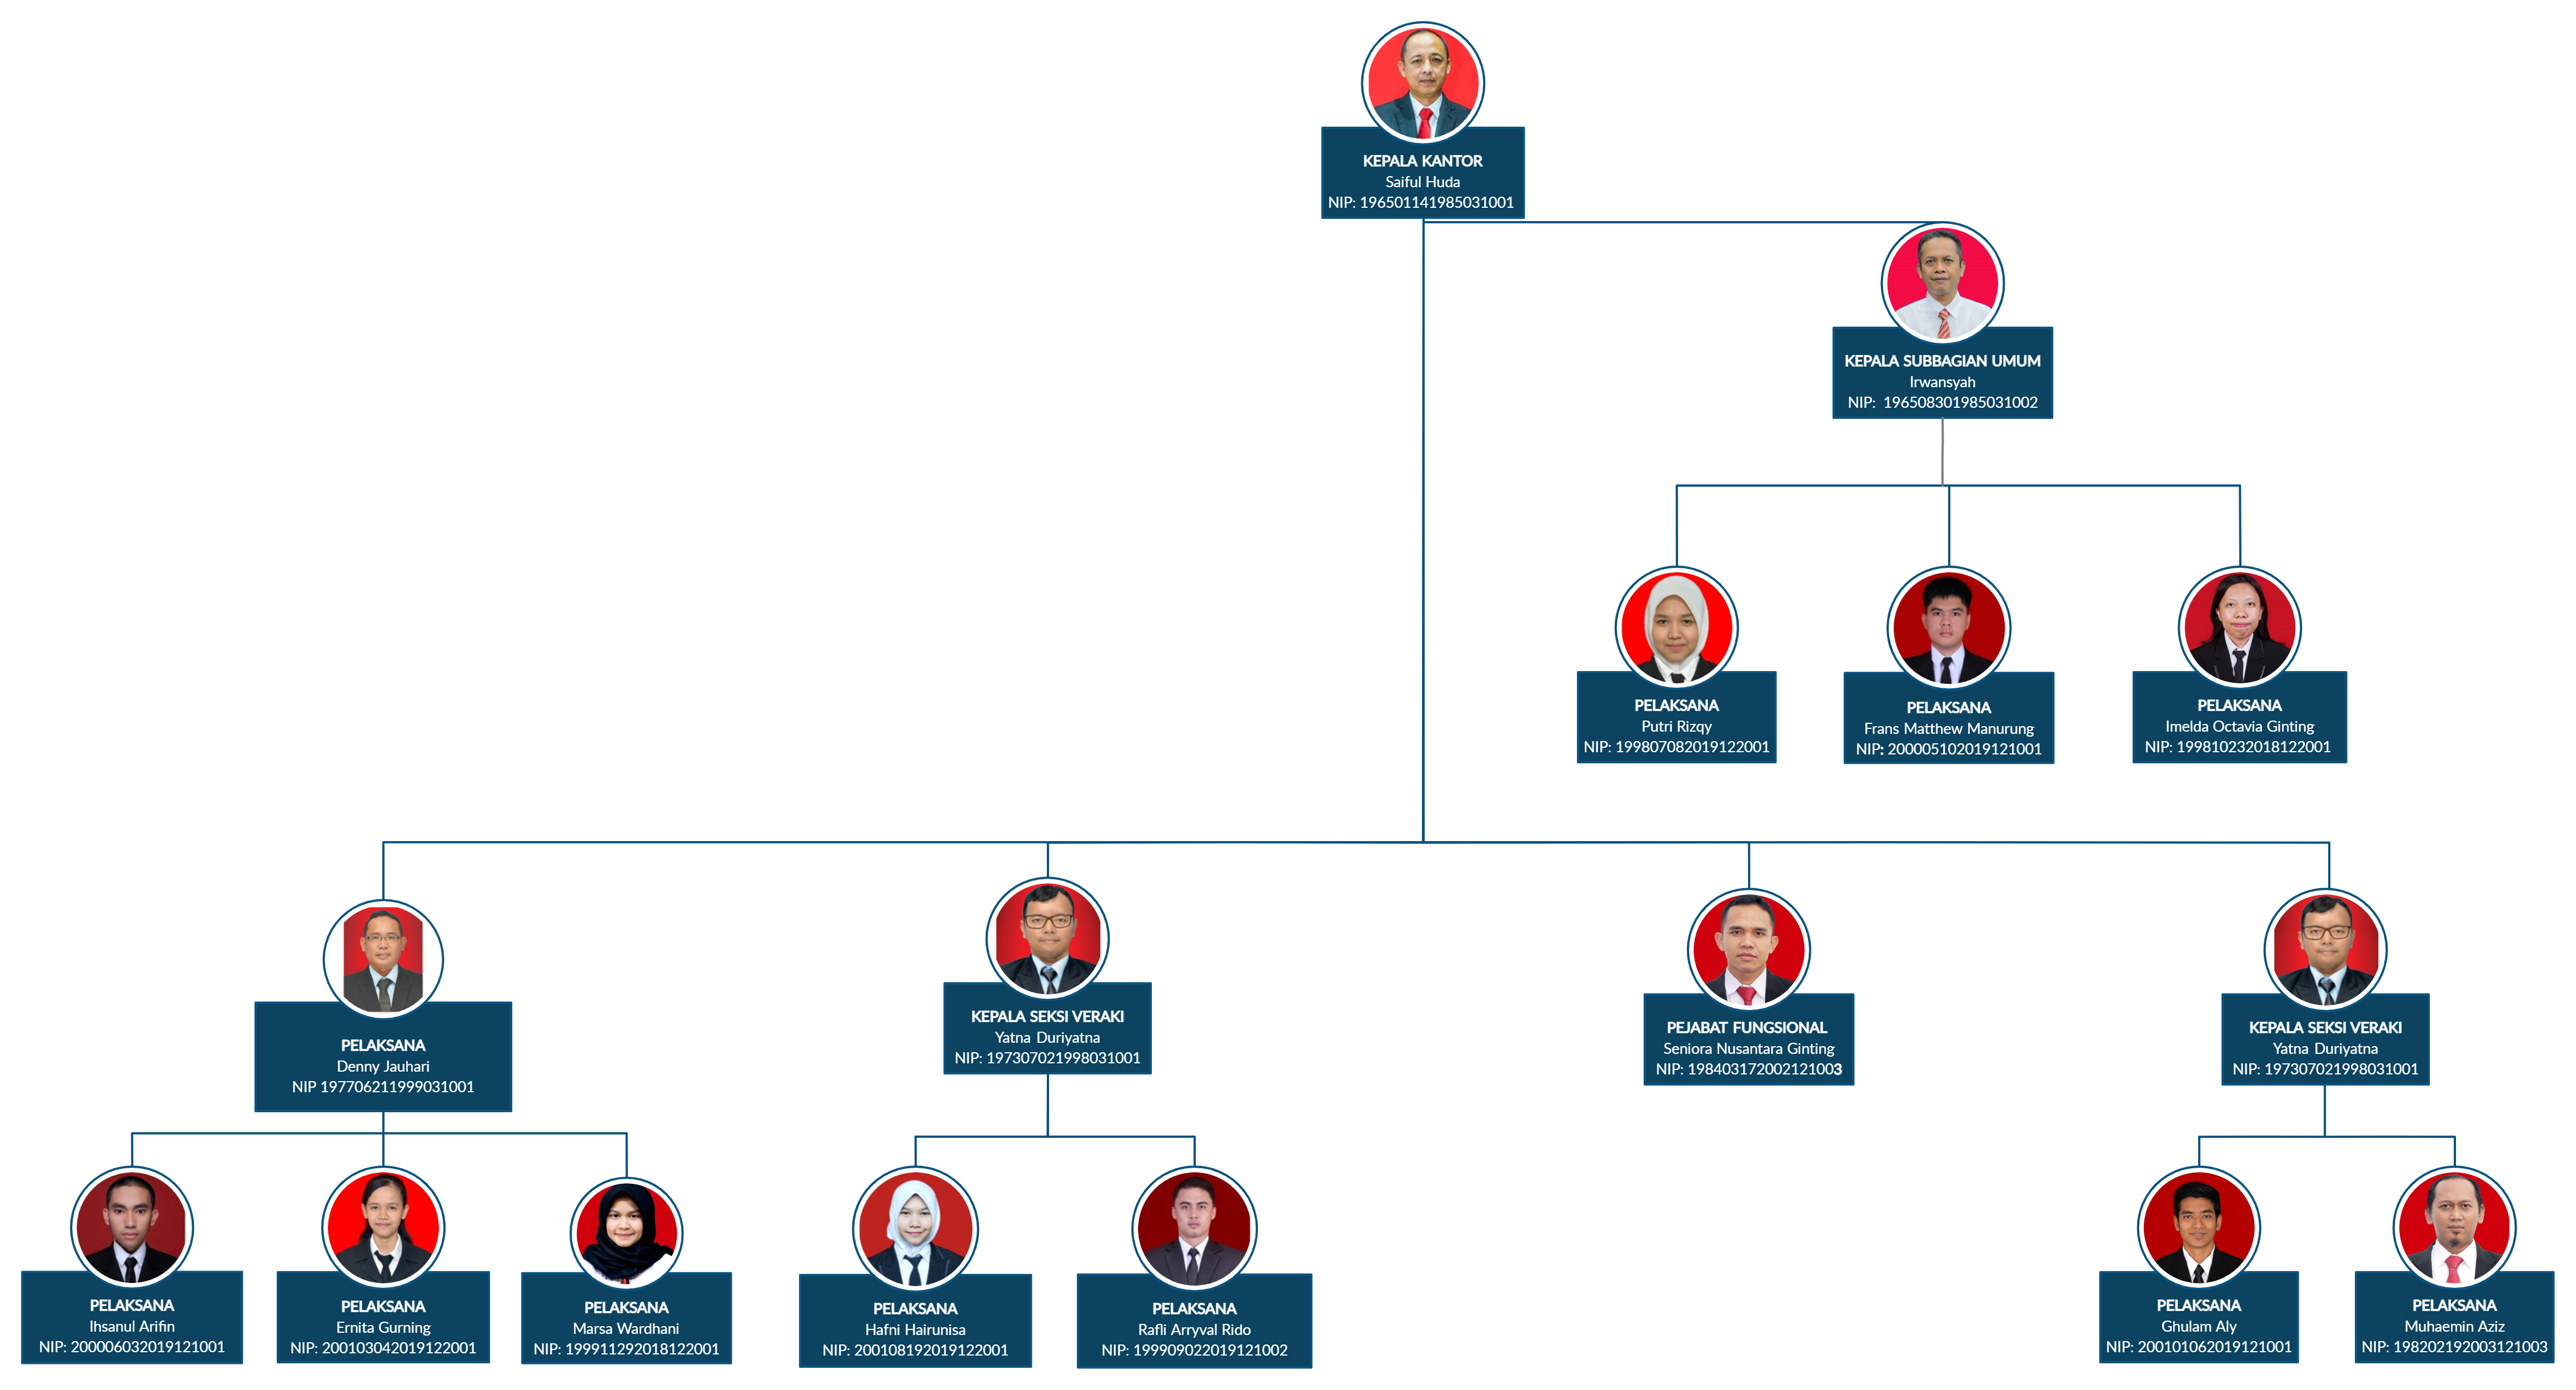 KEPALA KANTOR
Saiful Huda
NIP: 196501141985031001
KEPALA SUBBAGIAN UMUM
Irwansyah
NIP: 196508301985031002
PELAKSANA
Putri Rizqy
NIP: 199807082019122001
PELAKSANA
Frans Matthew Manurung
NIP: 200005102019121001
PELAKSANA
Imelda Octavia Ginting
NIP: 199810232018122001
PELAKSANA
Denny Jauhari
NIP 197706211999031001
KEPALA SEKSI VERAKI
Yatna Duriyatna
NIP: 197307021998031001
PEJABAT FUNGSIONAL
Seniora Nusantara Ginting
NIP: 198403172002121003
KEPALA SEKSI VERAKI
Yatna Duriyatna
NIP: 197307021998031001
PELAKSANA
Ihsanul Arifin
NIP: 200006032019121001
PELAKSANA
Ernita Gurning
NIP: 200103042019122001
PELAKSANA
Marsa Wardhani
NIP: 199911292018122001
PELAKSANA
Hafni Hairunisa
NIP: 200108192019122001
PELAKSANA
Rafli Arryval Rido
NIP: 199909022019121002
PELAKSANA
Ghulam Aly
NIP: 200101062019121001
PELAKSANA
Muhaemin Aziz
NIP: 198202192003121003